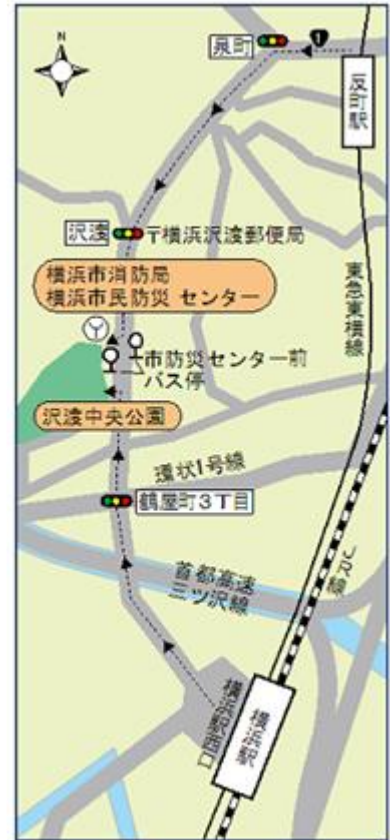 N
泉町
1
反町駅
沢渡
〒横浜沢渡郵便局
横浜市消防局
横浜市民防災 センター
東急東横線
市防災センター前
バス停
沢渡中央公園
環状1号線
鶴屋町3丁目
JR線
首都高速
三ツ沢線
横浜駅西口
横浜駅